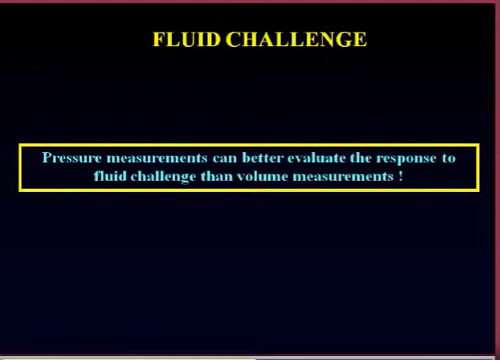 FLUID CHALLENGE
Pressure measurements can better evaluate the response to
fluid challenge than volume measurements !